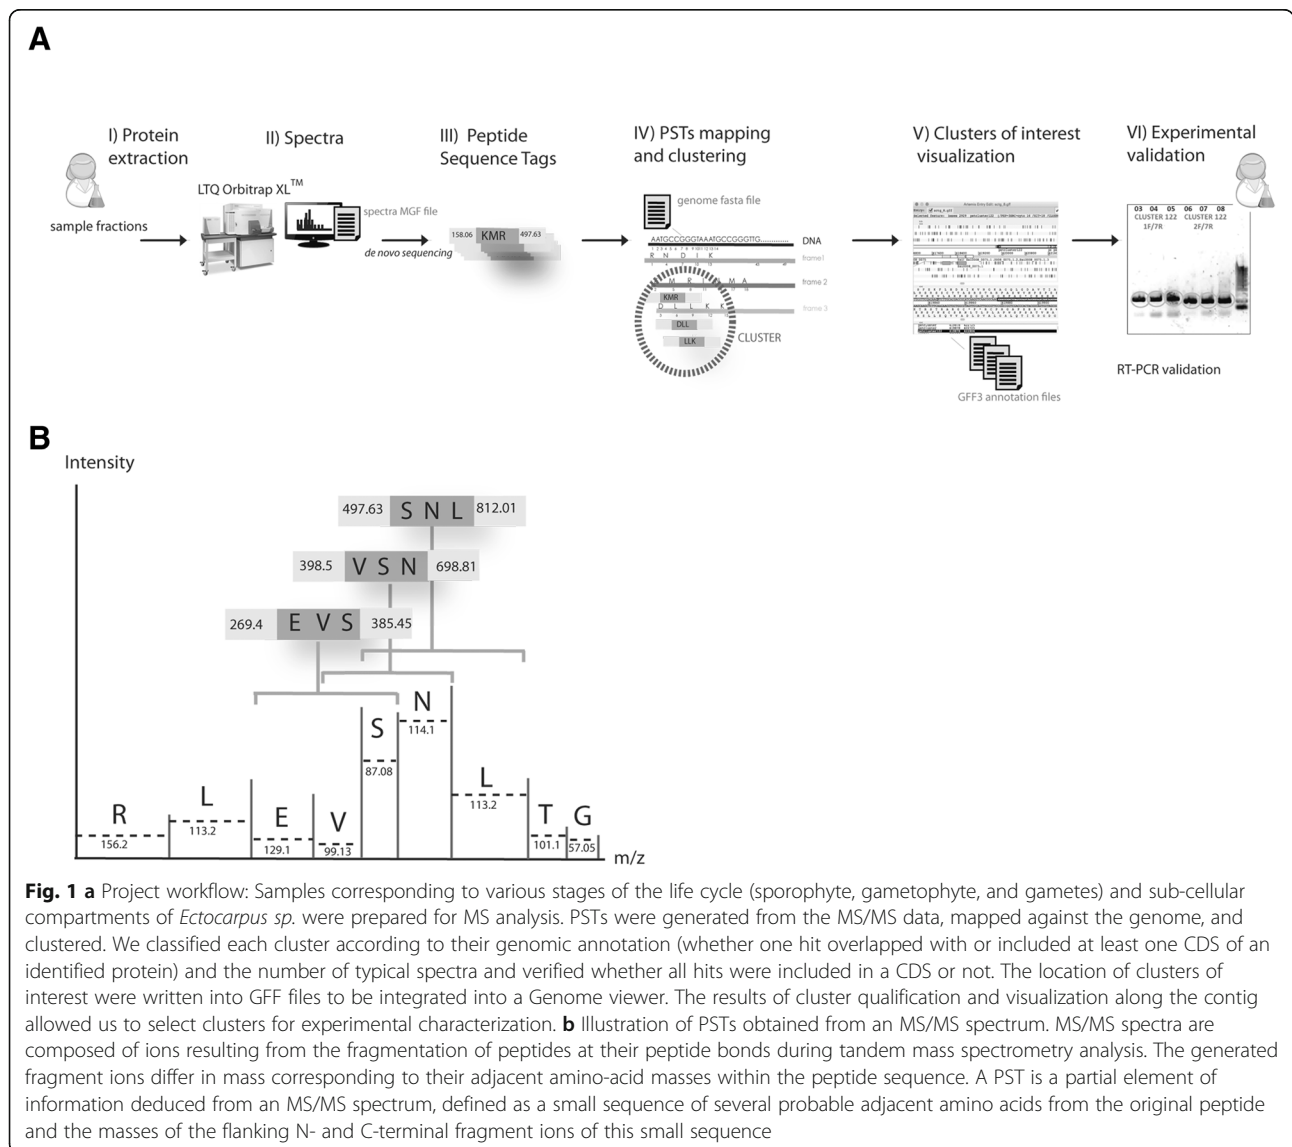 A
I) Protein
extraction
sample fractions
II) Spectra
LTQ Orbitrap XL™
spectra MGF file
III) Peptide
Sequence Tags
158.06 KMR 497.63
de novo sequencing
IV) PSTs mapping
and clustering
genome fasta file
AATGCCGGGTAAATGCCGGGTTG............... DNA
R N D I K frame1
M R L M A frame 2
KMR
D L L K K frame 3
DLL
LLK
CLUSTER
V) Clusters of interest
visualization
GFF3 annotation files
VI) Experimental
validation
03 04 05 06 07 08
CLUSTER 122 CLUSTER 122
1F/7R 2F/7R
RT-PCR validation
B
Intensity
497.63 S N L 812.01
398.5 V S N 698.81
269.4 E V S 385.45
R L E V S N L T G
156.2 113.2 129.1 99.13 87.08 114.1 113.2 101.1 57.05
m/z
Fig. 1 a Project workflow: Samples corresponding to various stages of the life cycle (sporophyte, gametophyte, and gametes) and sub-cellular
compartments of Ectocarpus sp. were prepared for MS analysis. PSTs were generated from the MS/MS data, mapped against the genome, and
clustered. We classified each cluster according to their genomic annotation (whether one hit overlapped with or included at least one CDS of an
identified protein) and the number of typical spectra and verified whether all hits were included in a CDS or not. The location of clusters of
interest were written into GFF files to be integrated into a Genome viewer. The results of cluster qualification and visualization along the contig
allowed us to select clusters for experimental characterization. b Illustration of PSTs obtained from an MS/MS spectrum. MS/MS spectra are
composed of ions resulting from the fragmentation of peptides at their peptide bonds during tandem mass spectrometry analysis. The generated
fragment ions differ in mass corresponding to their adjacent amino-acid masses within the peptide sequence. A PST is a partial element of
information deduced from an MS/MS spectrum, defined as a small sequence of several probable adjacent amino acids from the original peptide
and the masses of the flanking N- and C-terminal fragment ions of this small sequence